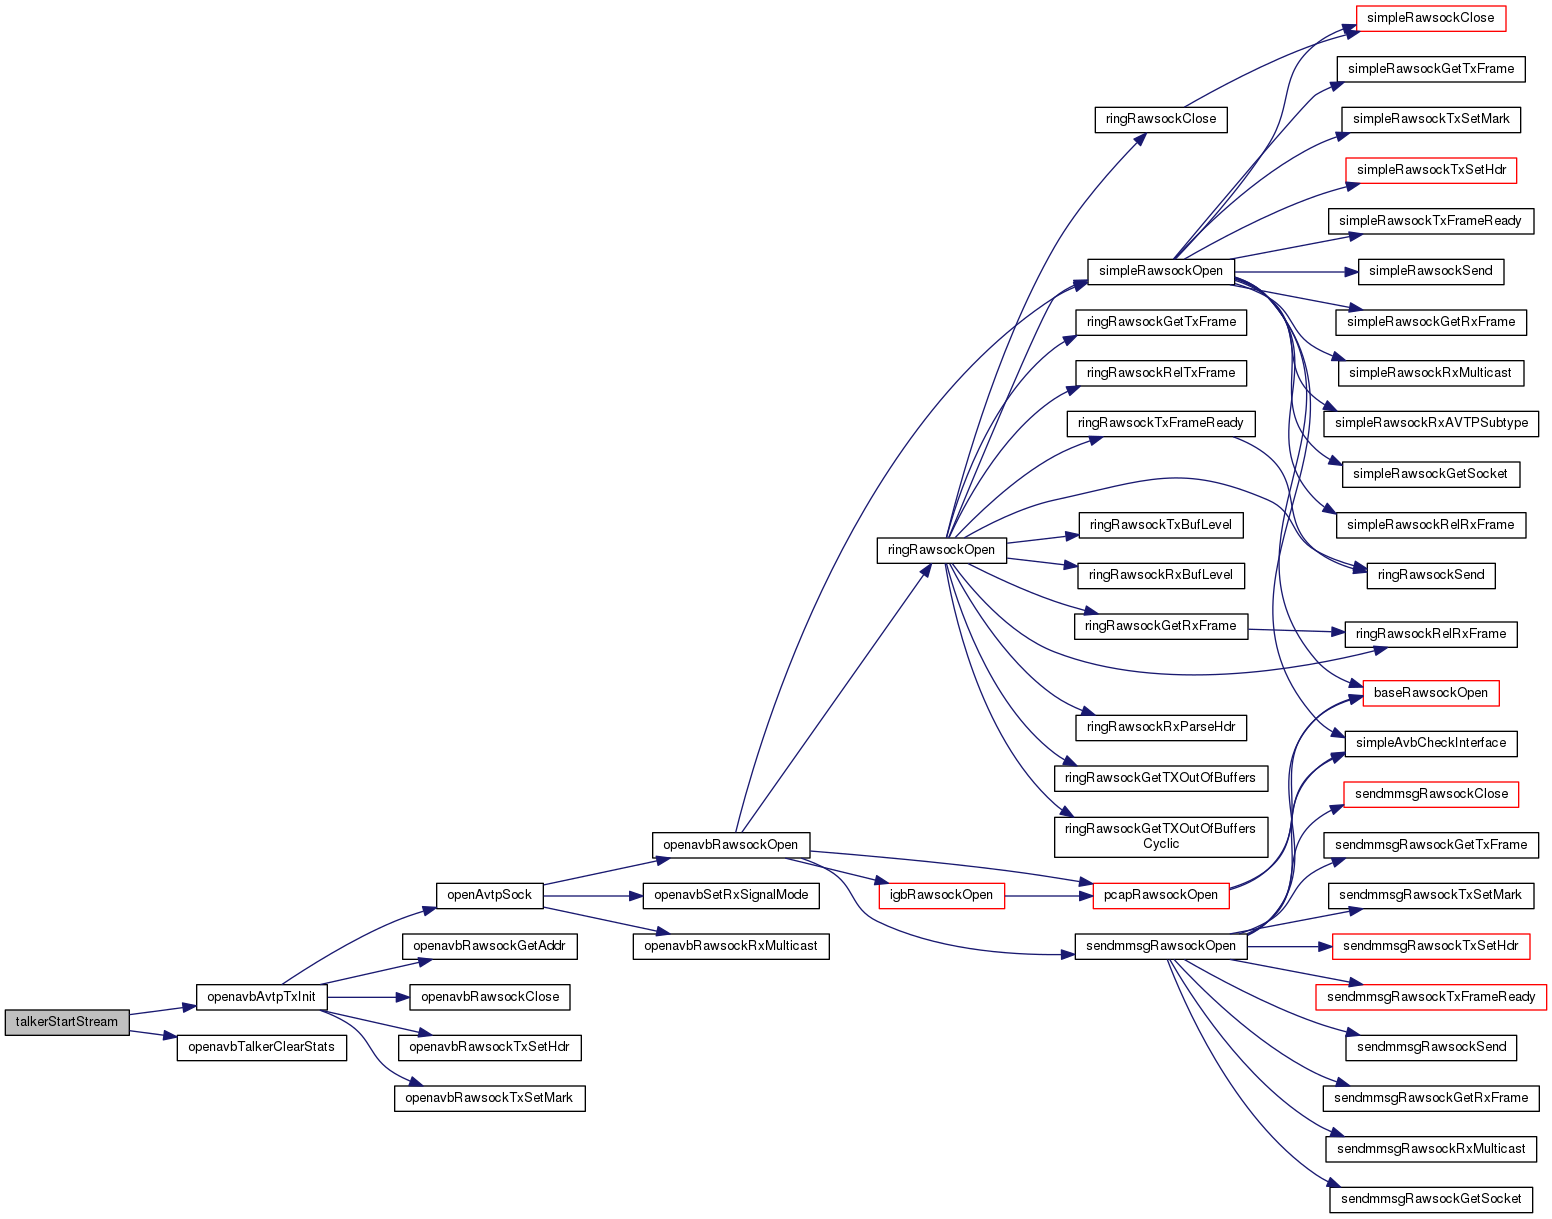 simpleRawsockClose
simpleRawsockGetTxFrame
ringRawsockClose
simpleRawsockTxSetMark
simpleRawsockTxSetHdr
simpleRawsockTxFrameReady
simpleRawsockOpen
simpleRawsockSend
ringRawsockGetTxFrame
simpleRawsockGetRxFrame
ringRawsockRelTxFrame
simpleRawsockRxMulticast
ringRawsockTxFrameReady
simpleRawsockRxAVTPSubtype
simpleRawsockGetSocket
ringRawsockTxBufLevel
simpleRawsockRelRxFrame
ringRawsockOpen
ringRawsockRxBufLevel
ringRawsockSend
ringRawsockGetRxFrame
ringRawsockRelRxFrame
baseRawsockOpen
ringRawsockRxParseHdr
simpleAvbCheckInterface
ringRawsockGetTXOutOfBuffers
sendmmsgRawsockClose
ringRawsockGetTXOutOfBuffers
Cyclic
openavbRawsockOpen
sendmmsgRawsockGetTxFrame
openAvtpSock
openavbSetRxSignalMode
igbRawsockOpen
pcapRawsockOpen
sendmmsgRawsockTxSetMark
openavbRawsockGetAddr
openavbRawsockRxMulticast
sendmmsgRawsockOpen
sendmmsgRawsockTxSetHdr
openavbAvtpTxInit
openavbRawsockClose
sendmmsgRawsockTxFrameReady
talkerStartStream
openavbTalkerClearStats
openavbRawsockTxSetHdr
sendmmsgRawsockSend
openavbRawsockTxSetMark
sendmmsgRawsockGetRxFrame
sendmmsgRawsockRxMulticast
sendmmsgRawsockGetSocket